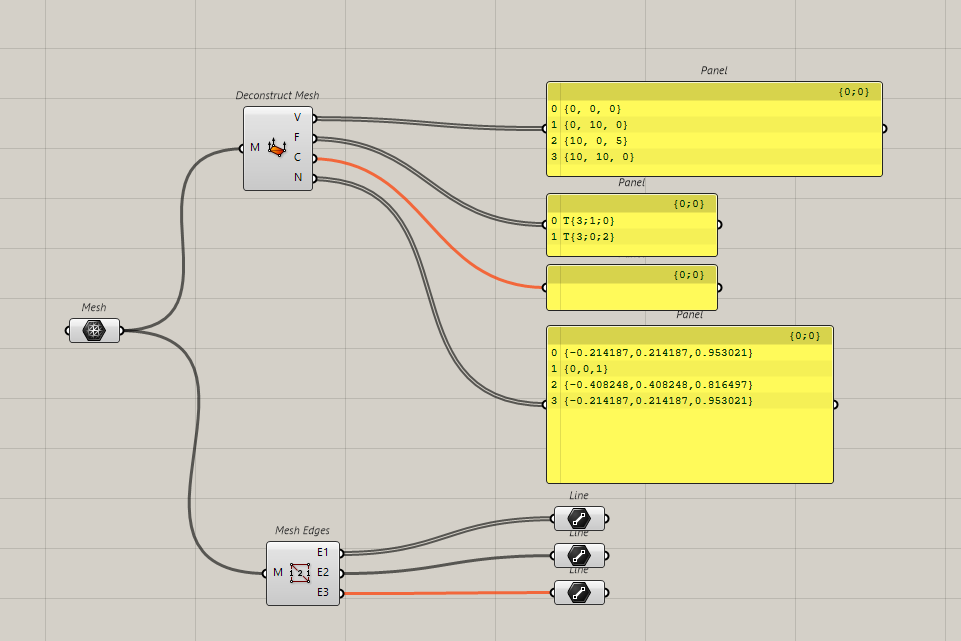 Panel
Deconstruct Mesh
{0;0}
0 {0, 0, 0}
1 {0, 10, 0}
2 {10, 0, 5}
3 {10, 10, 0}
V
F
M
C
N
Panel
{0;0}
0 T{3;1;0}
1 T{3;0;2}
{0;0}
Mesh
Panel
{0;0}
0 {-0.214187,0.214187,0.953021}
1 {0,0,1}
2 {-0.408248,0.408248,0.816497}
3 {-0.214187,0.214187,0.953021}
Line
Mesh Edges
Line
E1
M 1 2 1 E2
Line
E3